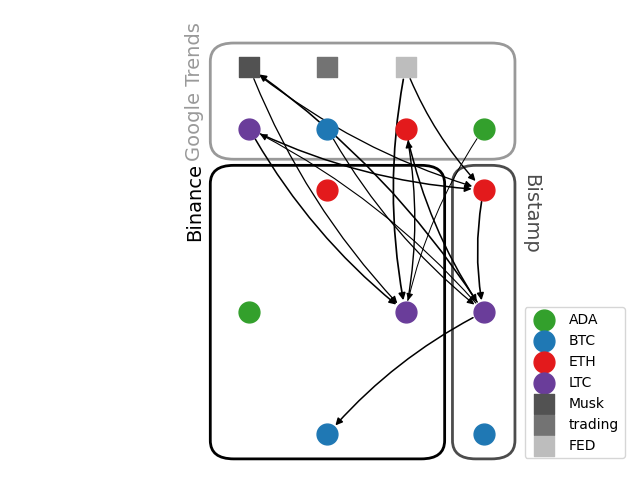 Google Trends
Binance
Bistamp
ADA
BTC
ETH
LTC
Musk
trading
FED